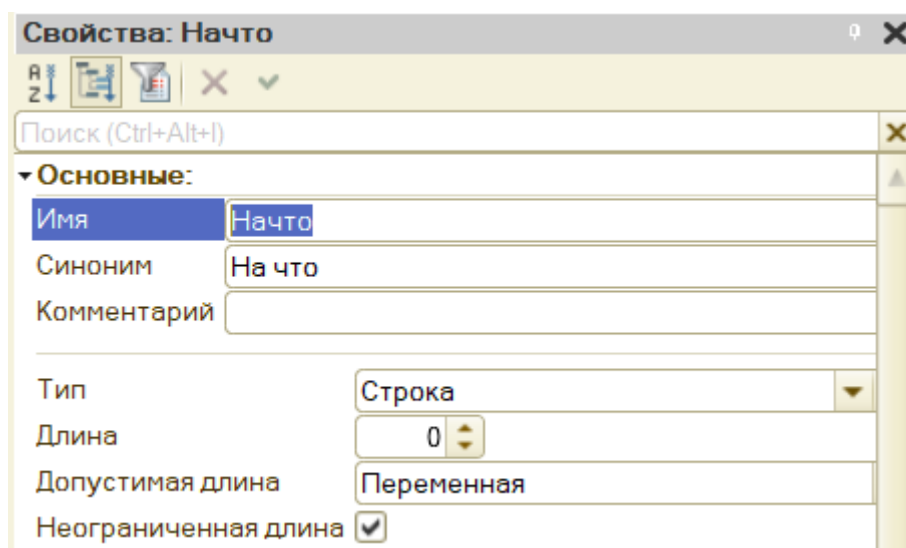 Свойства: Начто
Поиск (Ctrl+Alt+I)
Основные:
Имя Начто
Синоним На что
Комментарий
Тип Строка
Длина 0
Допустимая длина Переменная
Неограниченная длина